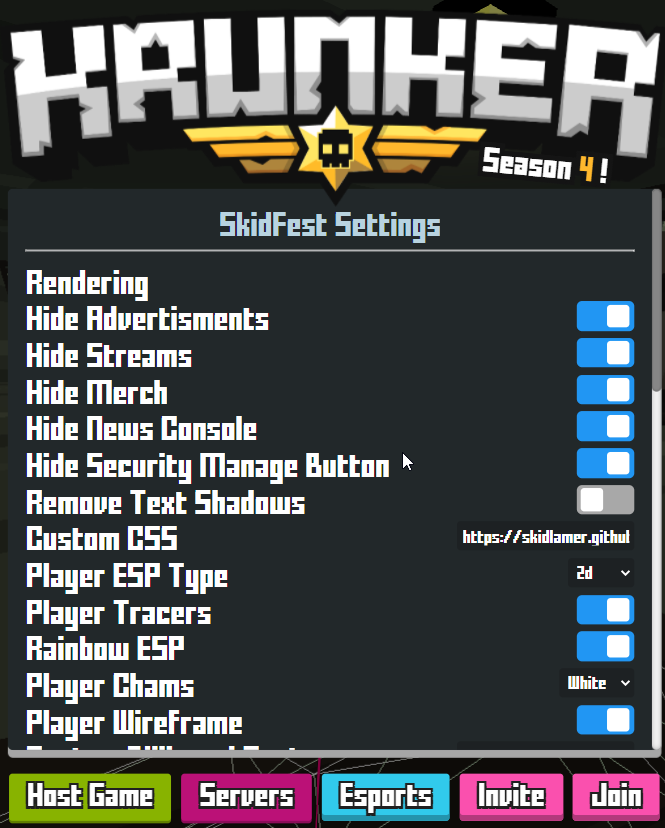 KRUNKER
Season 4!
SkidFest Settings
Rendering
Hide Advertisments
Hide Streams
Hide Merch
Hide News Console
Hide Security Manage Button
Remove Text Shadows
Custom CSS https://skidlamer.githul
Player ESP Type 2d
Player Tracers
Rainbow ESP
Player Chams White
Player Wireframe
Host Game Servers Esports Invite Join